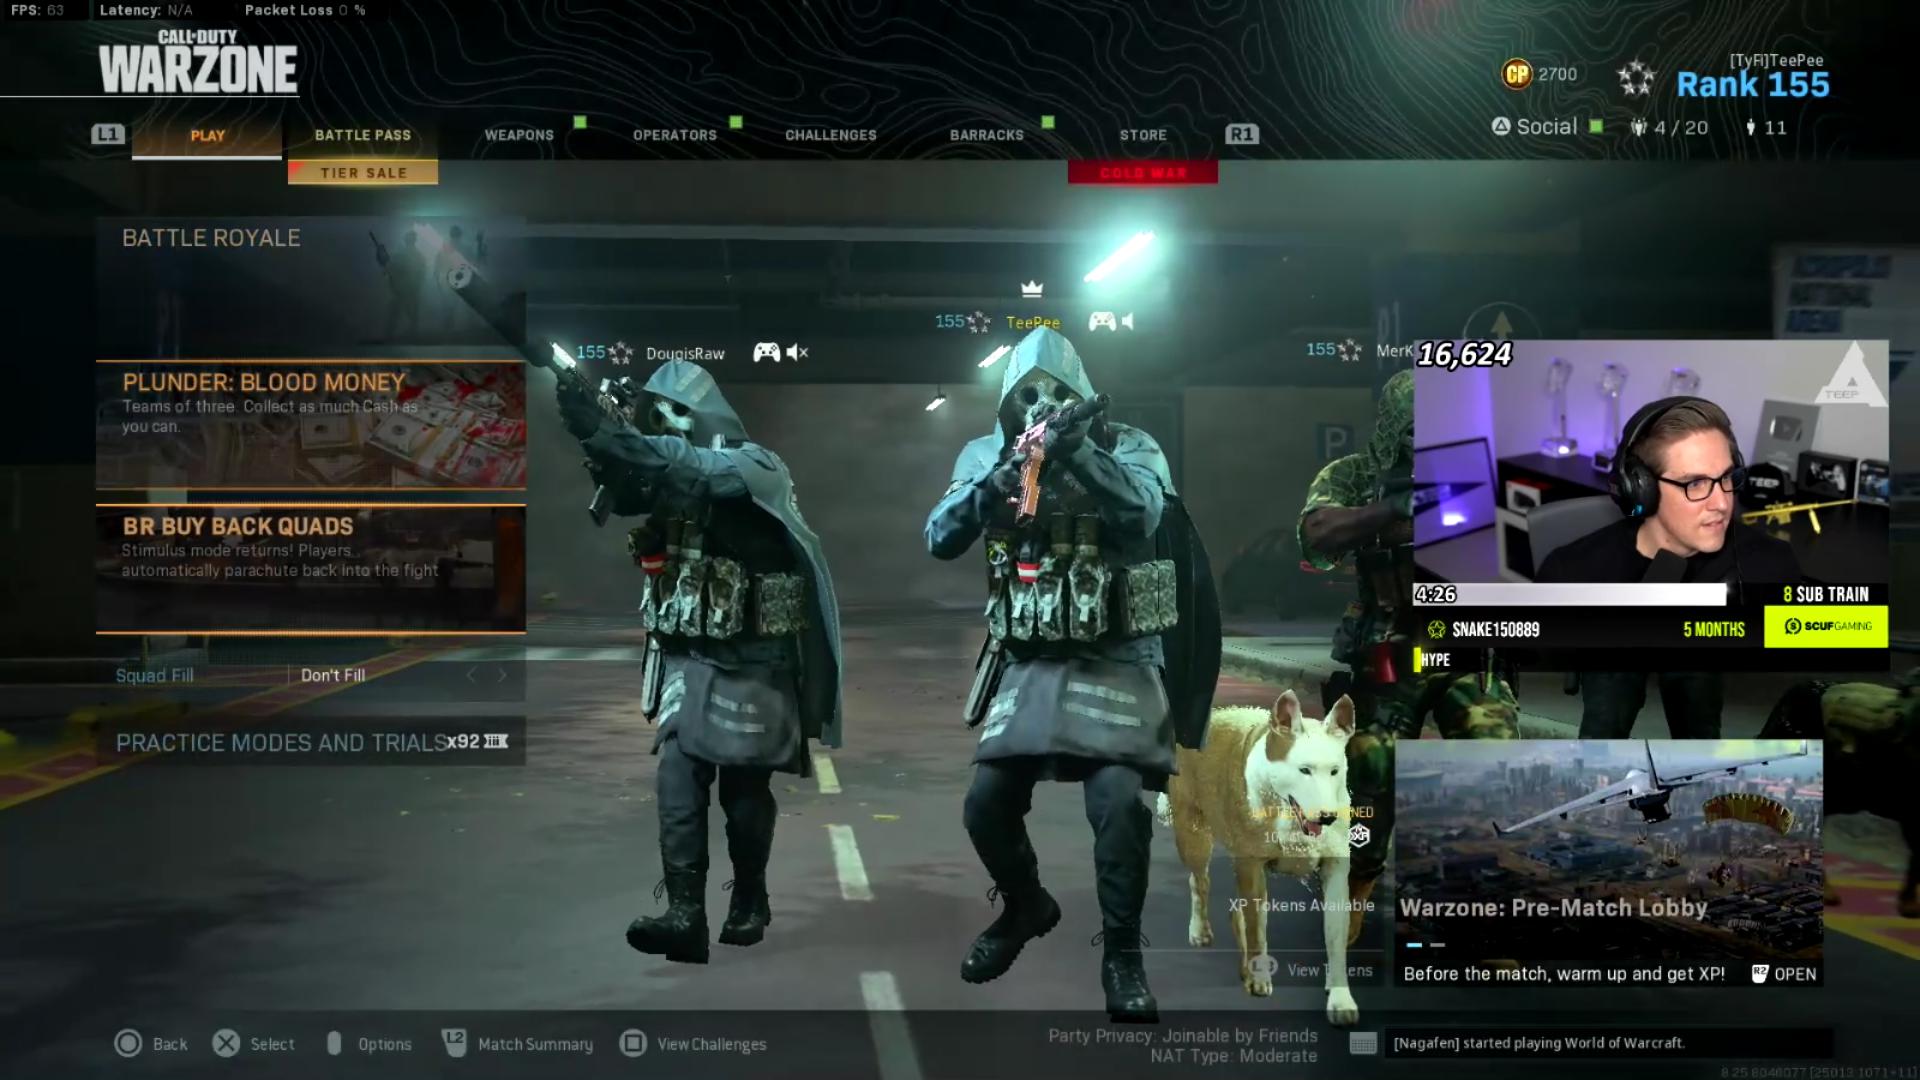 FPS: 63 Latency: N/A Packet Loss 0 %
CALL·DUTY
WARZONE
CP 2700
[TyFi]TeePee
Rank 155
L1 PLAY BATTLE PASS WEAPONS OPERATORS CHALLENGES BARRACKS STORE R1
Social 4 / 20 11
TIER SALE
COLD WAR
BATTLE ROYALE
PLUNDER: BLOOD MONEY
Teams of three. Collect as much Cash as
you can.
BR BUY BACK QUADS
Stimulus mode returns! Players
automatically parachute back into the fight
Squad Fill Don't Fill
PRACTICE MODES AND TRIALS x92
155 DougisRaw
155 TeePee
155 MerK
P
16,624
TEEP
TEEP
4:26
8 SUB TRAIN
SNAKE150889 5 MONTHS
SCUFGAMING
HYPE
XP Tokens Available
View Tokens
Warzone: Pre-Match Lobby
Before the match, warm up and get XP! R2 OPEN
Back Select Options L2 Match Summary View Challenges
Party Privacy: Joinable by Friends
NAT Type: Moderate
[Nagafen] started playing World of Warcraft.